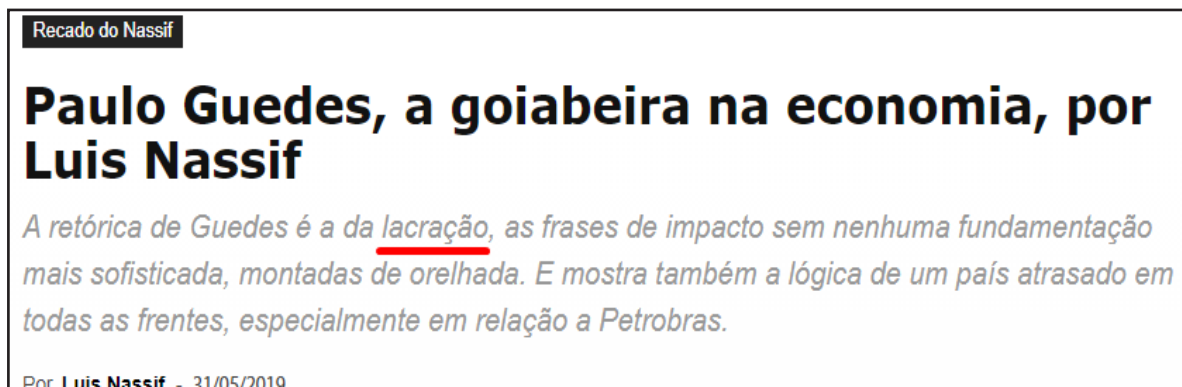 Recado do Nassif
Paulo Guedes, a goiabeira na economia, por
Luis Nassif
A retórica de Guedes é a da lacração, as frases de impacto sem nenhuma fundamentação
mais sofisticada, montadas de orelhada. E mostra também a lógica de um país atrasado em
todas as frentes, especialmente em relação a Petrobras.
Por Luis Nassif - 31/05/2019